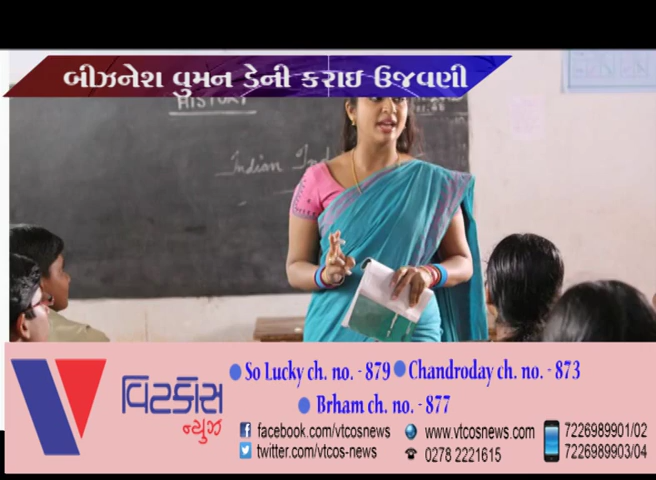 બીઝનેશ વુમન ડેની કરાઇ ઉજવણી
HISTORY
Indian
વિટકોસ
ન્યુઝ
So Lucky ch. no. - 879 Chandroday ch. no. - 873
Brham ch. no. - 877
facebook.com/vtcosnews www.vtcosnews.com 7226989901/02
twitter.com/vtcos-news 0278 2221615 7226989903/04